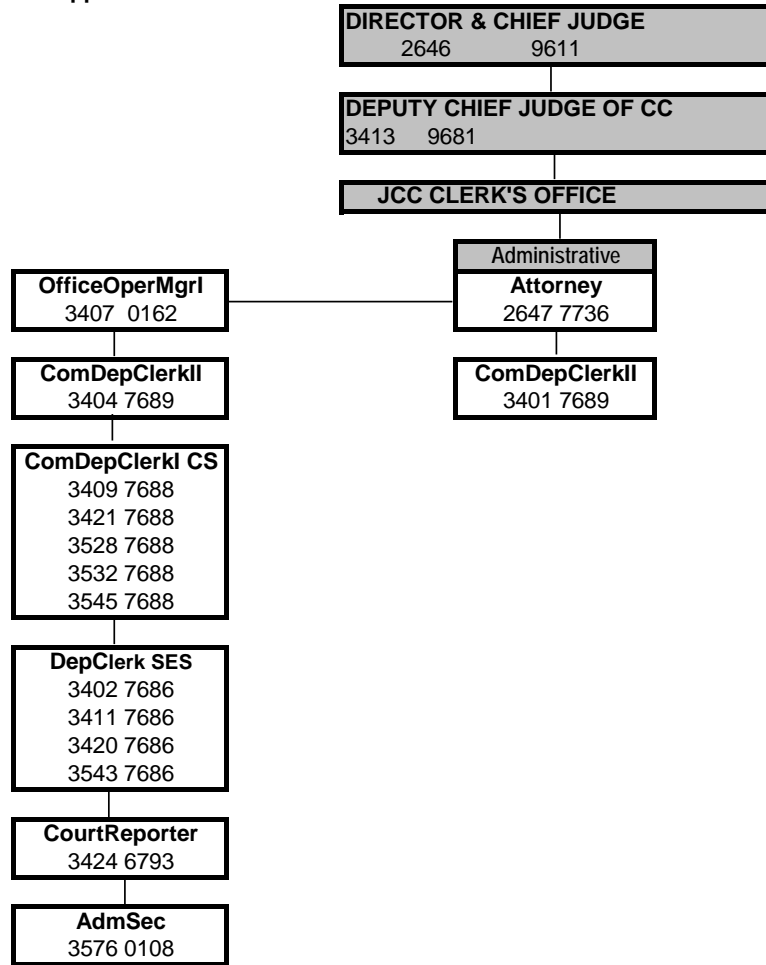 DIRECTOR & CHIEF JUDGE
2646 9611
DEPUTY CHIEF JUDGE OF CC
3413 9681
JCC CLERK'S OFFICE
Administrative
Attorney
2647 7736
OfficeOperMgrI
3407 0162
ComDepClerkII
3404 7689
ComDepClerkII
3401 7689
ComDepClerkI CS
3409 7688
3421 7688
3528 7688
3532 7688
3545 7688
DepClerk SES
3402 7686
3411 7686
3420 7686
3543 7686
CourtReporter
3424 6793
AdmSec
3576 0108